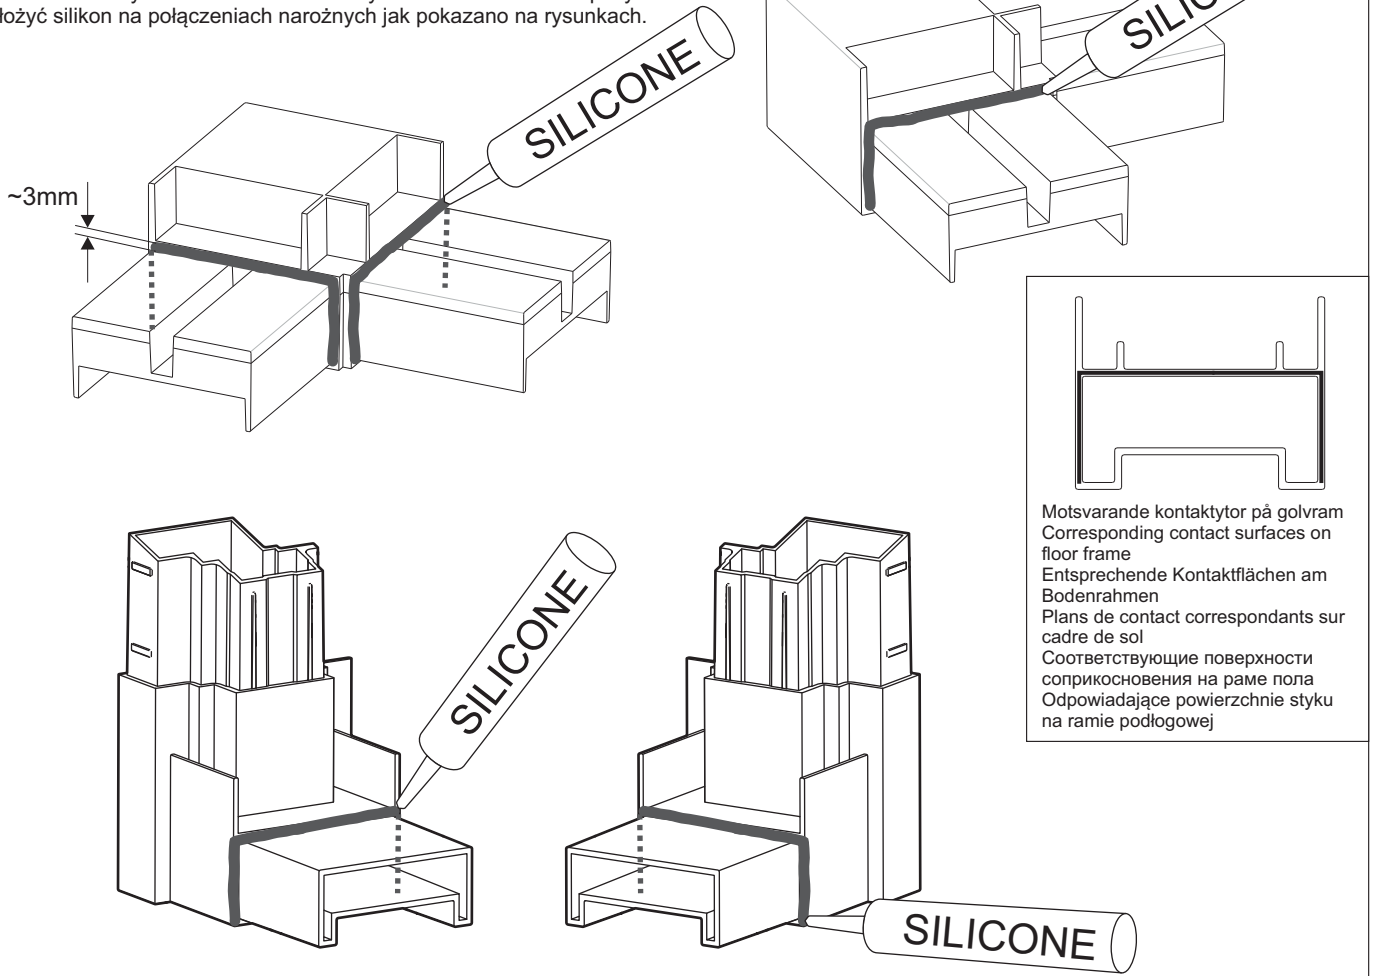 łożyć silikon na połączeniach narożnych jak pokazano na rysunkach.
SILICONE
~3mm
Motsvarande kontaktytor på golvram
Corresponding contact surfaces on
floor frame
Entsprechende Kontaktflächen am
Bodenrahmen
Plans de contact correspondants sur
cadre de sol
Соответствующие поверхности
соприкосновения на раме пола
Odpowiadające powierzchnie styku
na ramie podłogowej
SILICONE
SILICONE